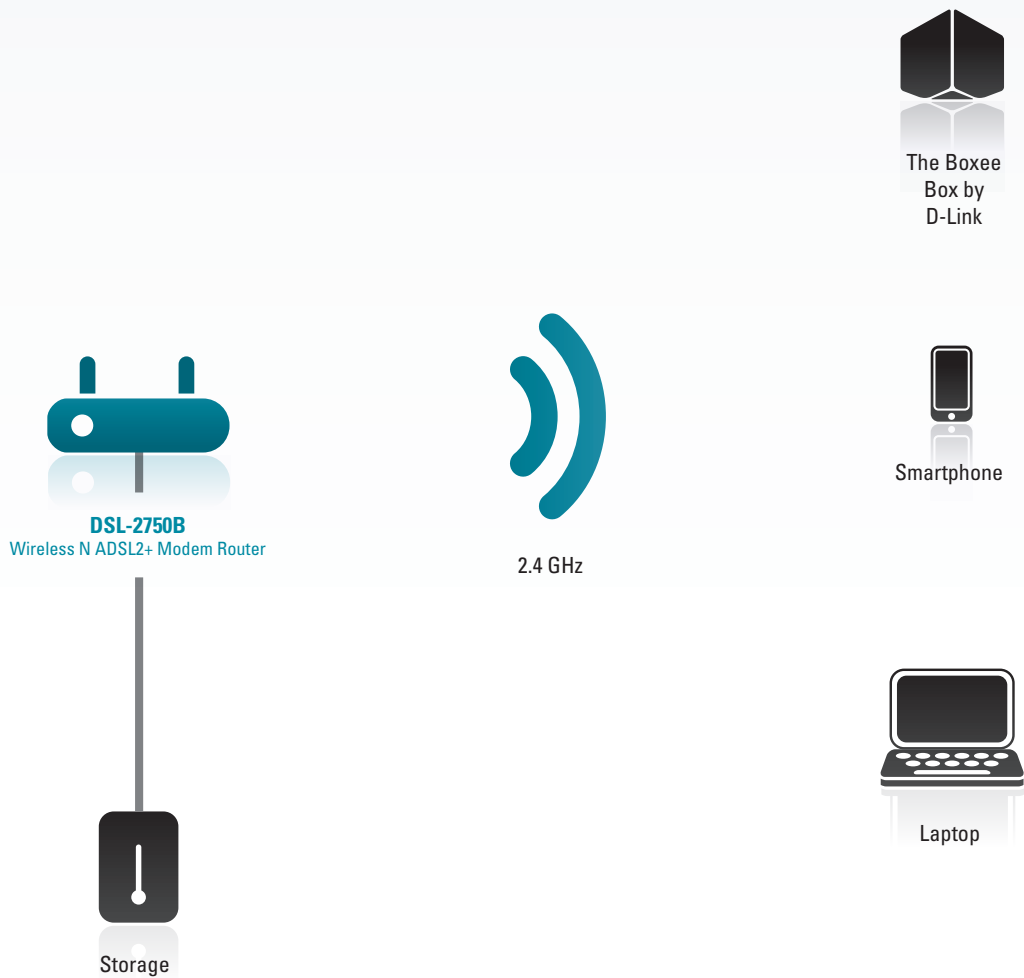 The Boxee
Box by
D-Link
Smartphone
DSL-2750B
Wireless N ADSL2+ Modem Router
2.4 GHz
Laptop
Storage